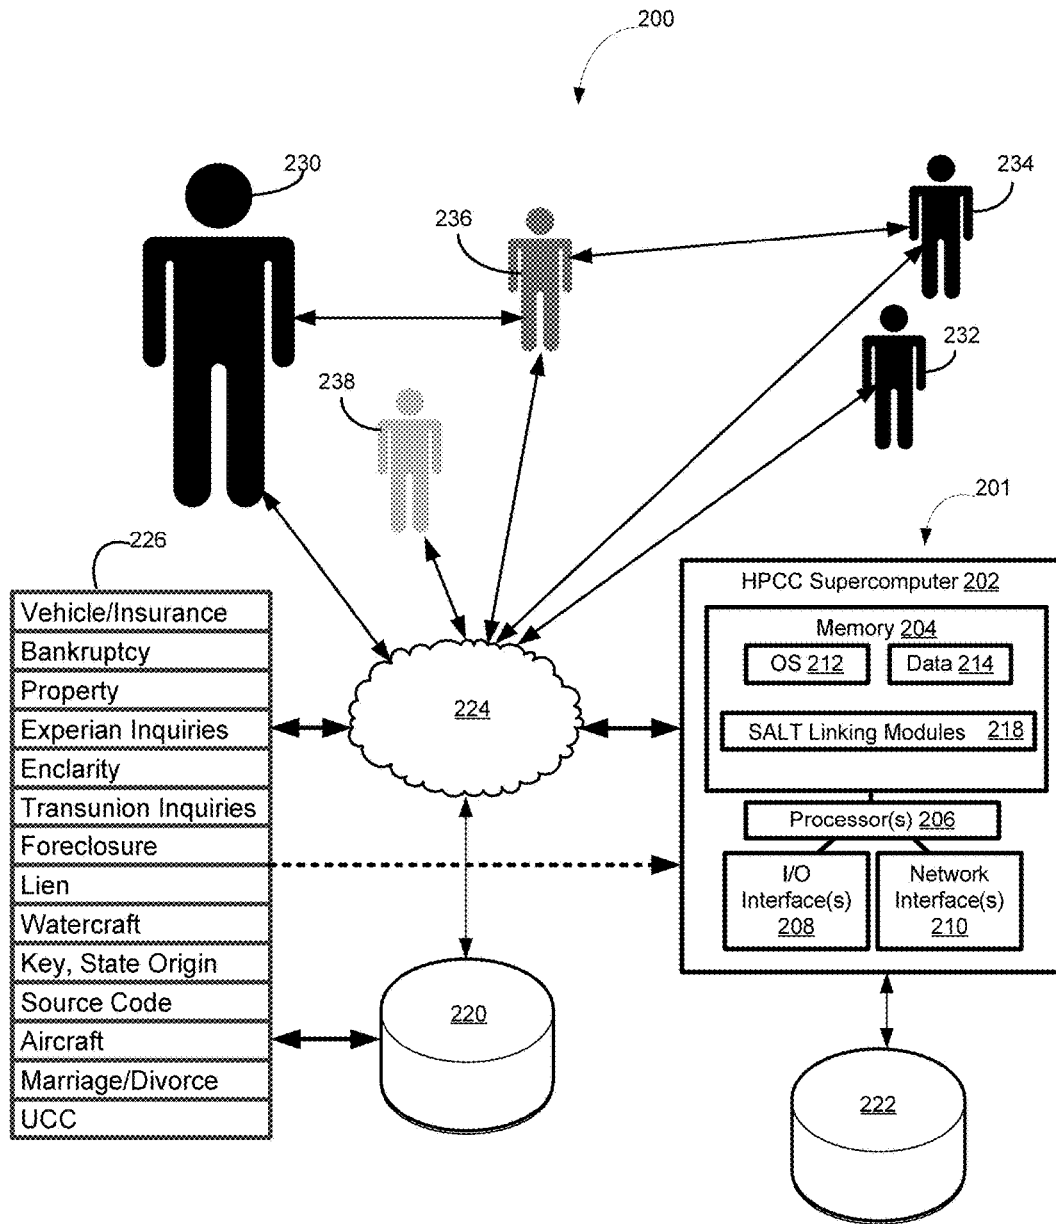 200
230
236
234
232
238
201
226
Vehicle/Insurance
Bankruptcy
Property
Experian Inquiries
Enclarity
Transunion Inquiries
Foreclosure
Lien
Watercraft
Key, State Origin
Source Code
Aircraft
Marriage/Divorce
UCC
224
220
HPCC Supercomputer 202
Memory 204
OS 212
Data 214
SALT Linking Modules 218
Processor(s) 206
I/O
Interface(s)
208
Network
Interface(s)
210
222